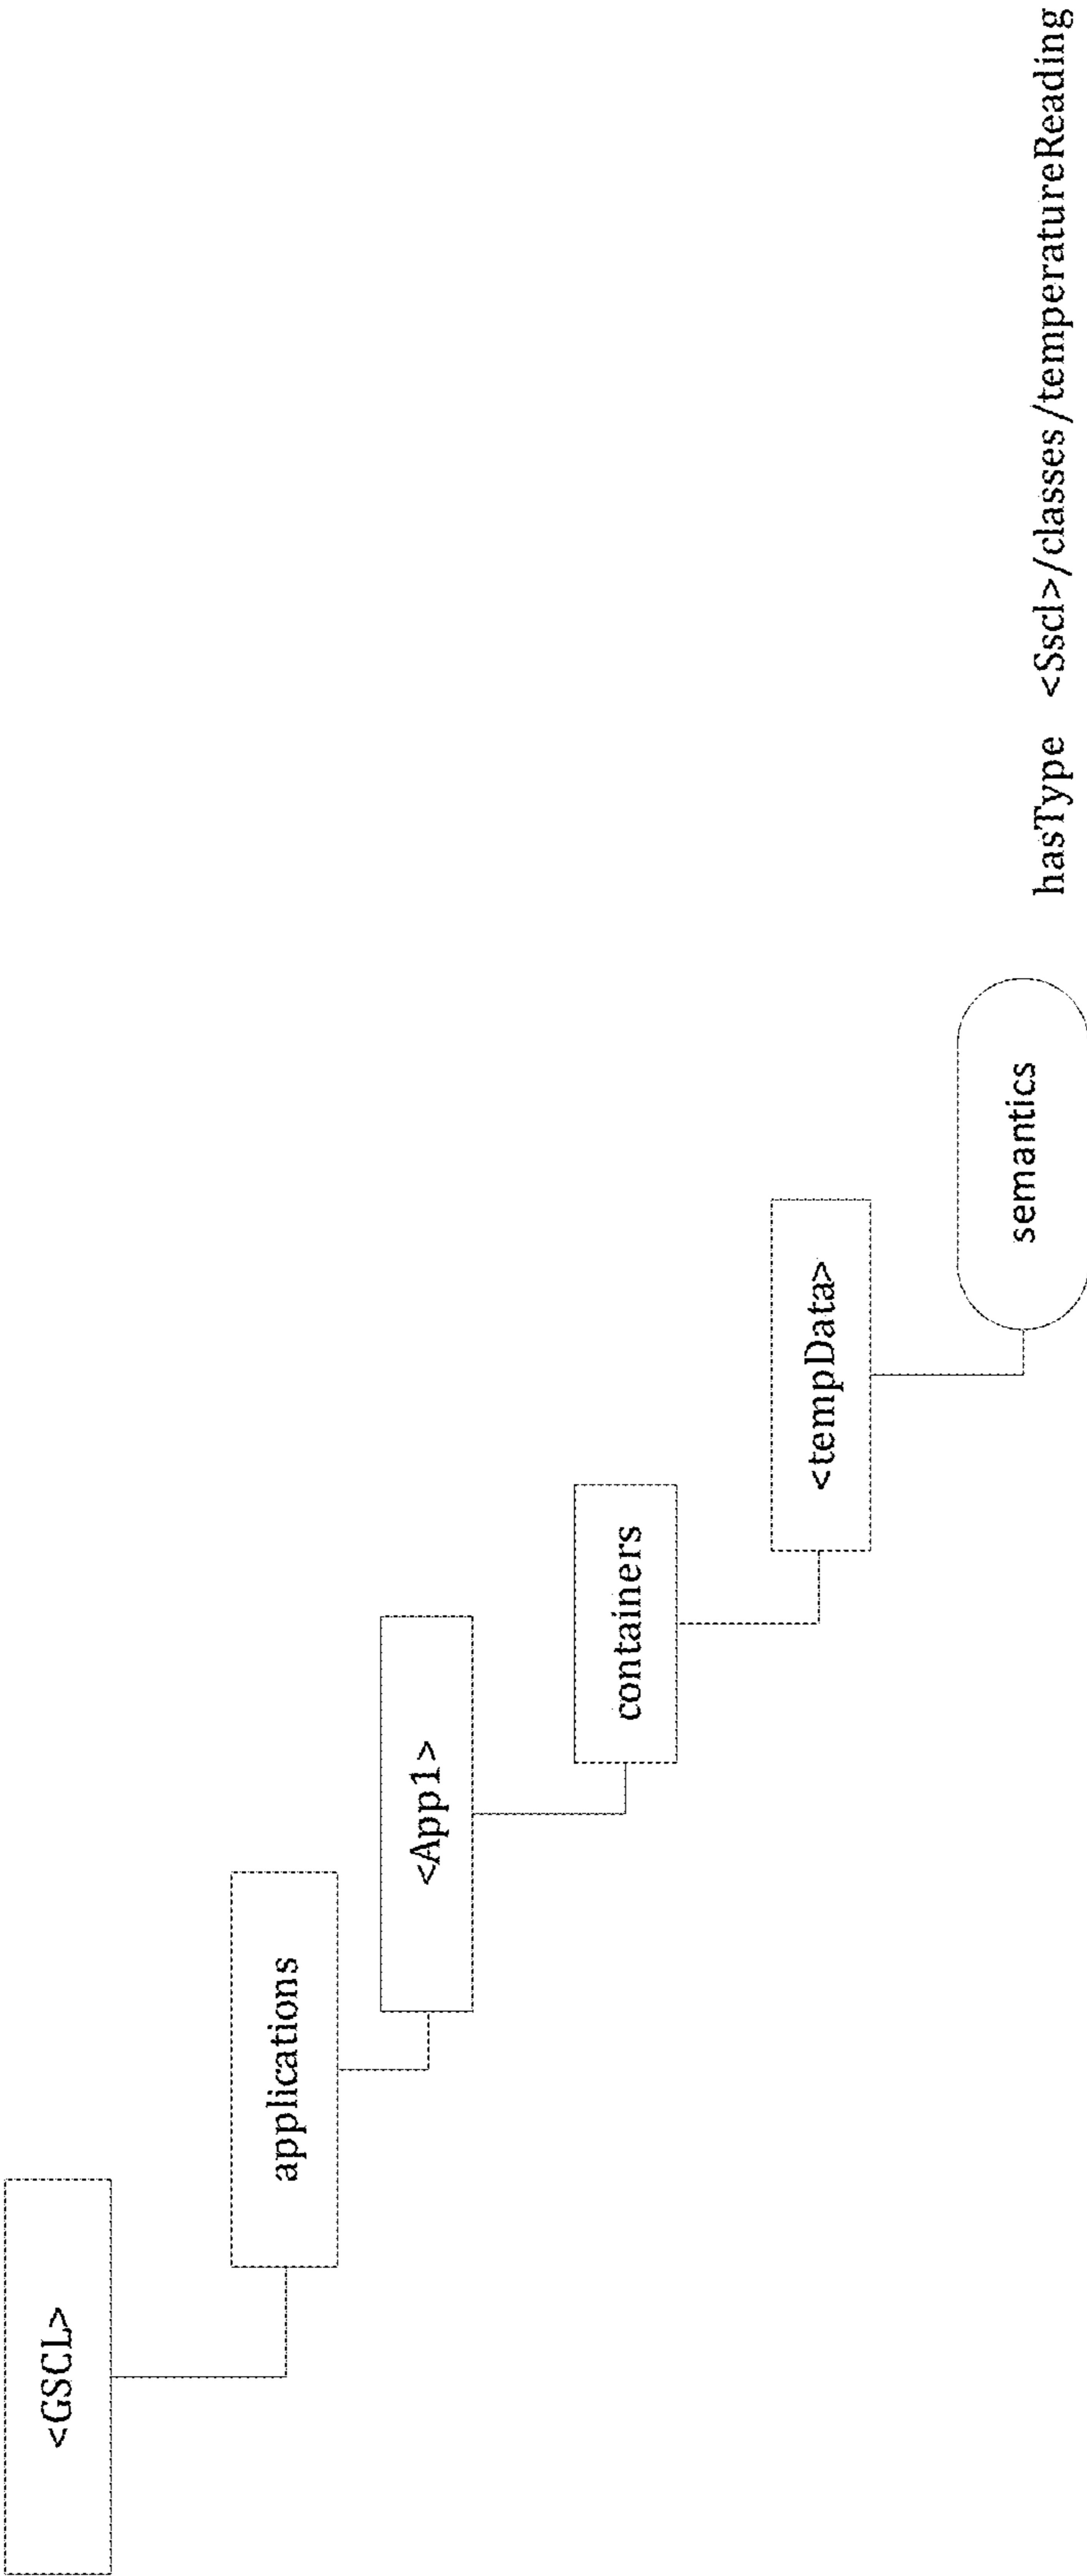 <GSCL>
applications
<App1>
containers
<tempData>
semantics
hasType <Sscl>/classes/temperatureReading